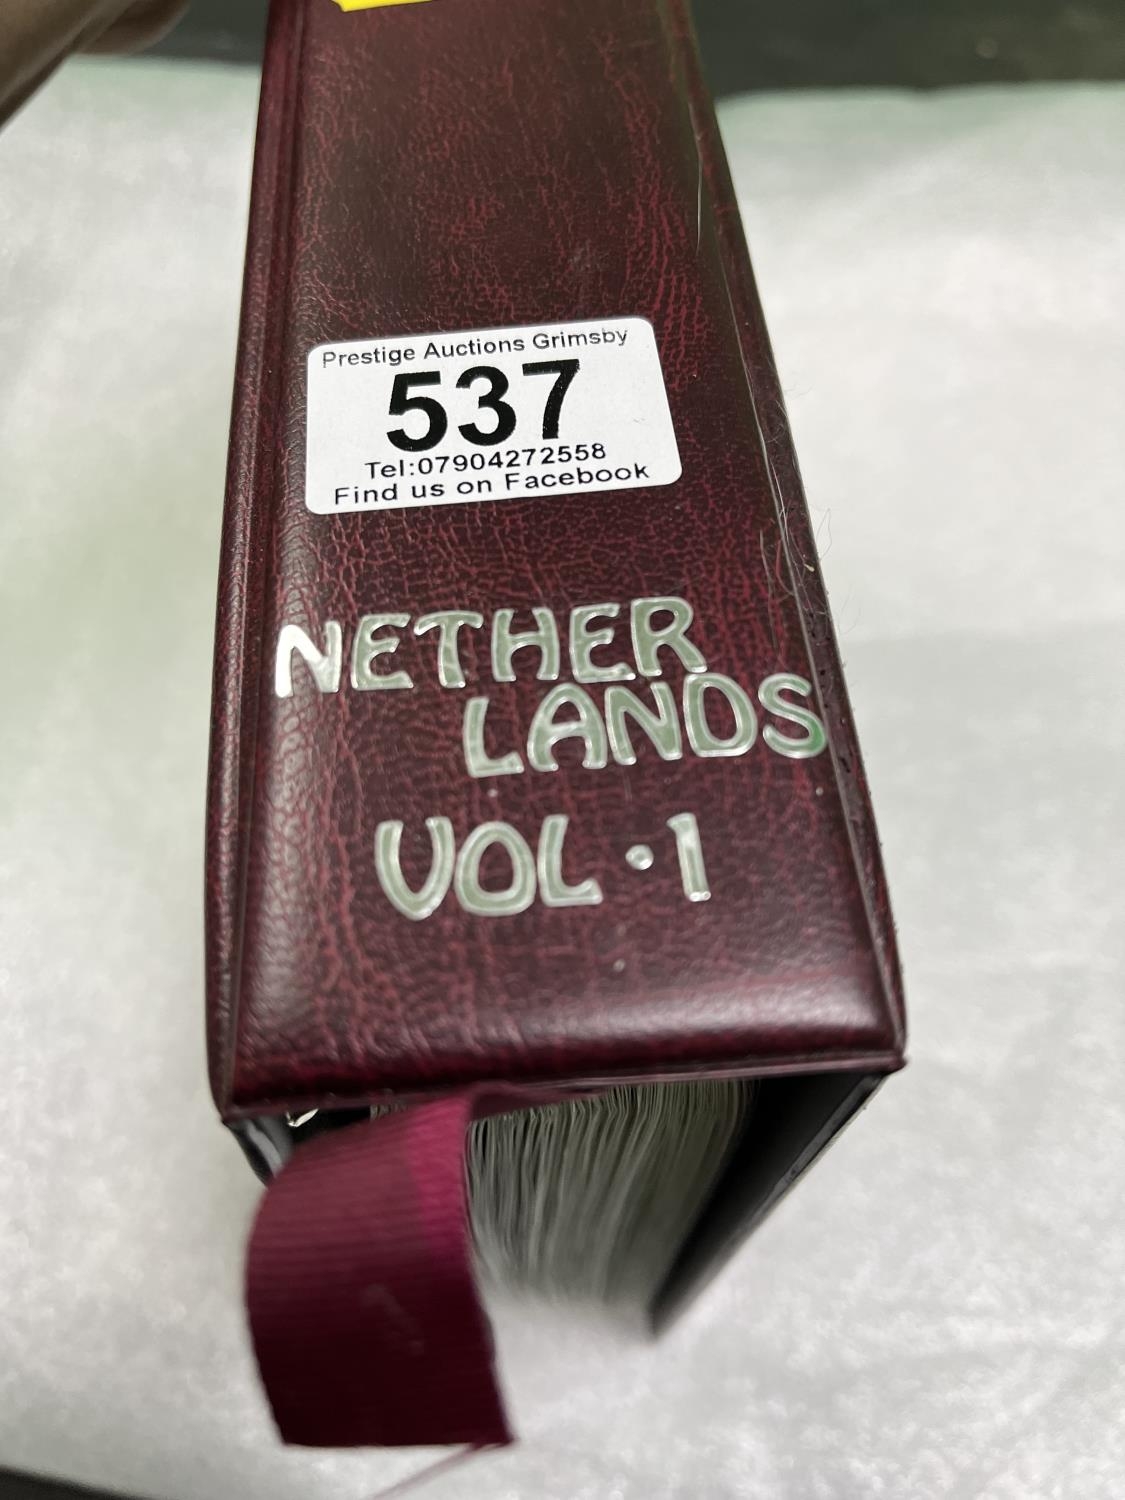 Prestige Auctions Grimsby
537
Tel:07904272558
Find us on Facebook
NETHER
LANDS
VOL·1